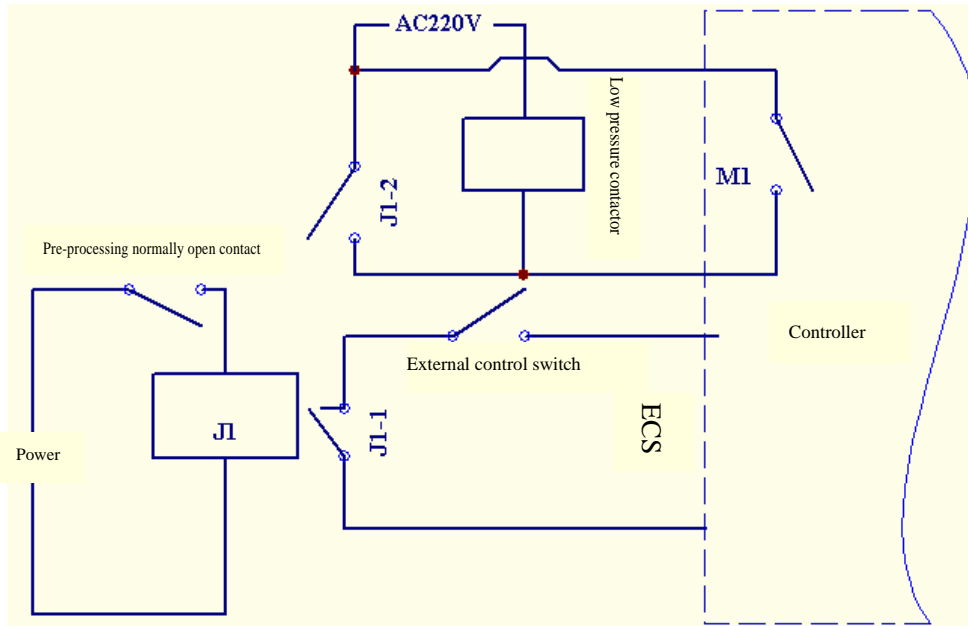 AC220V
Low pressure contactor
M1
J1-2
Pre-processing normally open contact
Controller
External control switch
ECS
J1-1
J1
Power